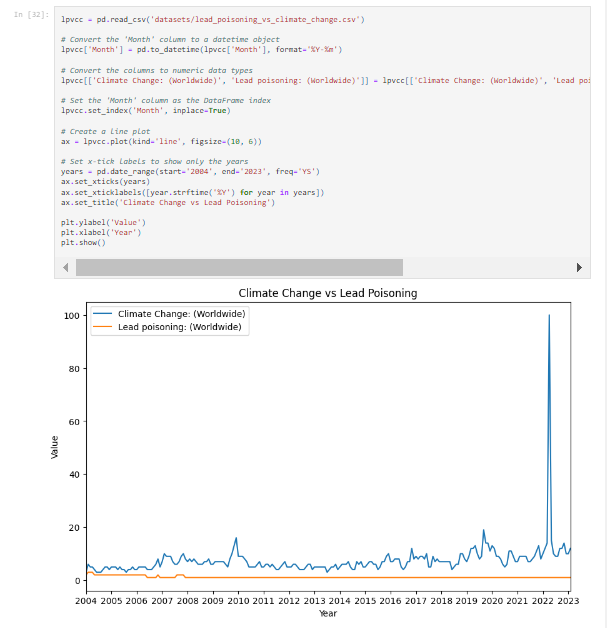 In [32]:
lpvcc = pd.read_csv('datasets/lead_poisoning_vs_climate_change.csv')
# Convert the 'Month' column to a datetime object
lpvcc['Month'] = pd.to_datetime(lpvcc['Month'], format='%Y-%m')
# Convert the columns to numeric data types
lpvcc[['Climate Change: (Worldwide)', 'Lead poisoning: (Worldwide)']] = lpvcc[['Climate Change: (Worldwide)', 'Lead poi
# Set the 'Month' column as the DataFrame index
lpvcc.set_index('Month', inplace=True)
# Create a line plot
ax = lpvcc.plot(kind='line', figsize=(10, 6))
# Set x-tick labels to show only the years
years = pd.date_range(start='2004', end='2023', freq='YS')
ax.set_xticks(years)
ax.set_xticklabels([year.strftime('%Y') for year in years])
ax.set_title('Climate Change vs Lead Poisoning')
plt.ylabel('Value')
plt.xlabel('Year')
plt.show()
Climate Change vs Lead Poisoning
Climate Change: (Worldwide)
Lead poisoning: (Worldwide)
100
80
60
40
20
0
Value
2004 2005 2006 2007 2008 2009 2010 2011 2012 2013 2014 2015 2016 2017 2018 2019 2020 2021 2022 2023
Year